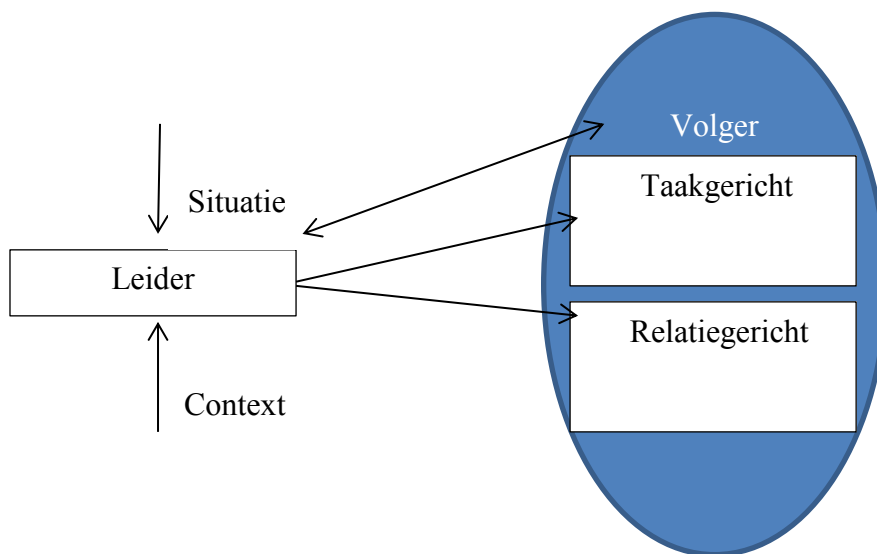 Volger
Taakgericht
Situatie
Leider
Relatiegericht
Context